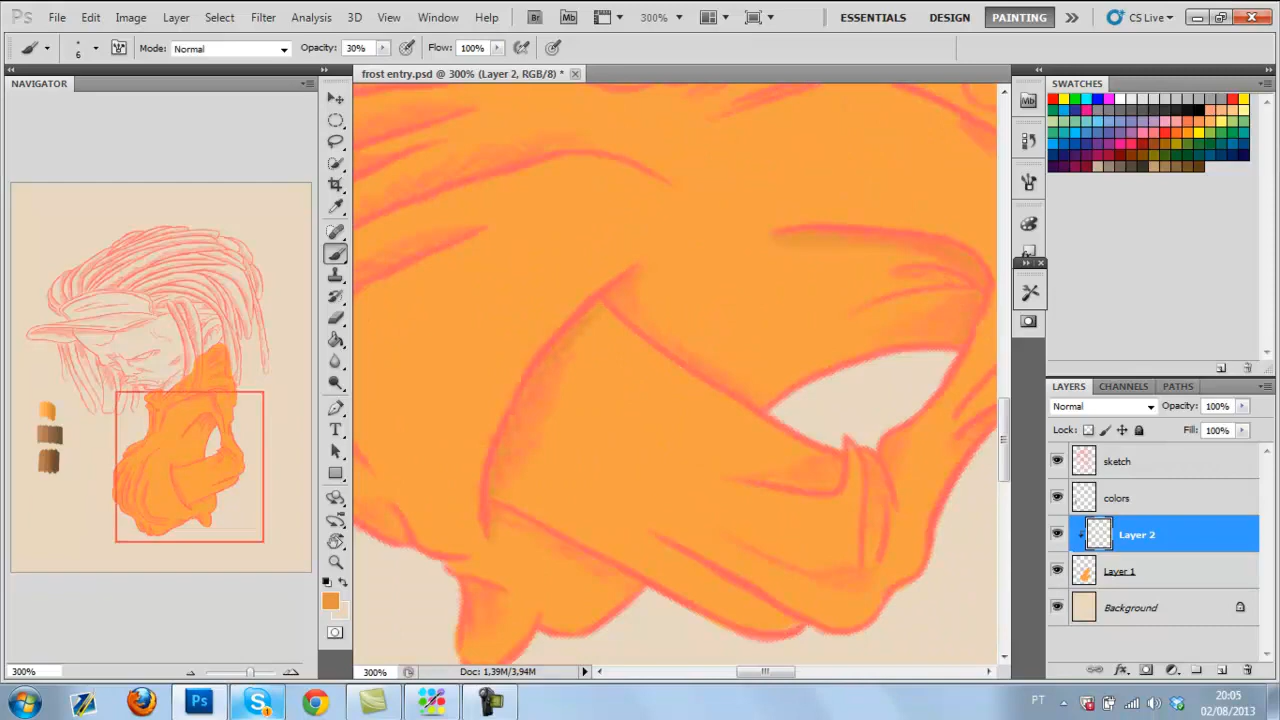 Ps File Edit Image Layer Select Filter Analysis 3D View Window Help Br Mb 300% ESSENTIALS DESIGN PAINTING CS Live
6 Mode: Normal Opacity: 30% Flow: 100%
NAVIGATOR
frost entry.psd @ 300% (Layer 2, RGB/8) *
SWATCHES
Mb
LAYERS CHANNELS PATHS
Normal Opacity: 100%
Lock: Fill: 100%
sketch
colors
Layer 2
Layer 1
Background
300%
300% Doc: 1,39M/3,94M
Ps PT 20:05
02/08/2013